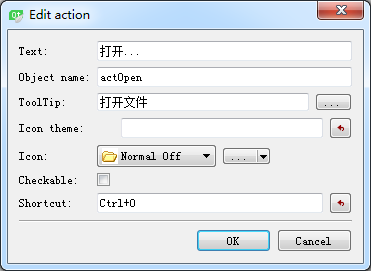 Edit action
Text: 打开...
Object name: actOpen
ToolTip: 打开文件 ...
Icon theme:
Icon: Normal Off ...
Checkable:
Shortcut: Ctrl+O
OK Cancel